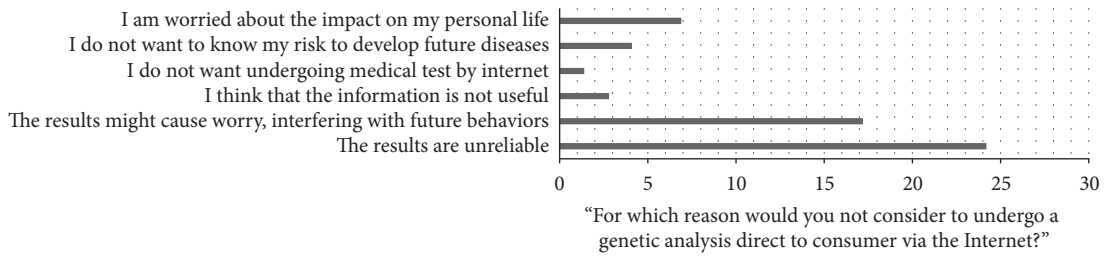 I am worried about the impact on my personal life
I do not want to know my risk to develop future diseases
I do not want undergoing medical test by internet
I think that the information is not useful
The results might cause worry, interfering with future behaviors
The results are unreliable
0 5 10 15 20 25 30
“For which reason would you not consider to undergo a
genetic analysis direct to consumer via the Internet?”